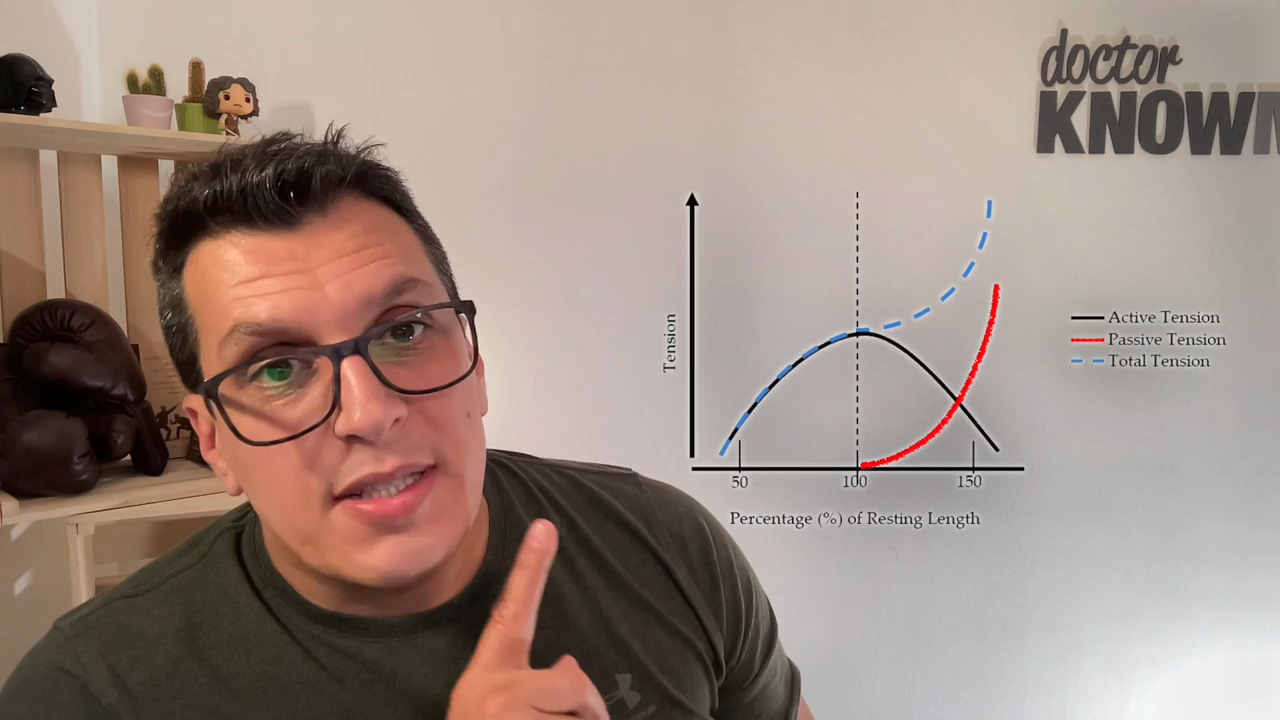 doctor
KNOWN
Tension
Active Tension
Passive Tension
Total Tension
50
100
150
Percentage (%) of Resting Length